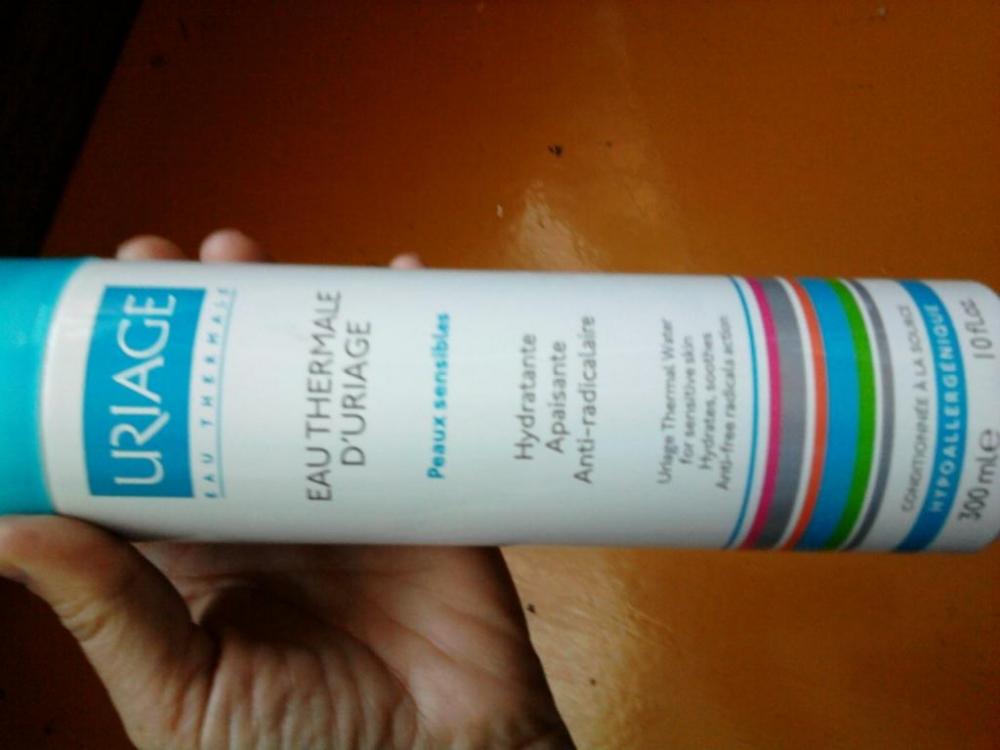 URIAGE
EAU THERMALE
EAU THERMALE
D'URIAGE
Peaux sensibles
Hydratante
Apaisante
Anti-radicalaire
Uriage Thermal Water
for sensitive skin
Hydrates, soothes
Anti-free radicals action
CONDITIONNÉE À LA SOURCE
HYPOALLERGÉNIQUE
300 mL e 10 fl.oz